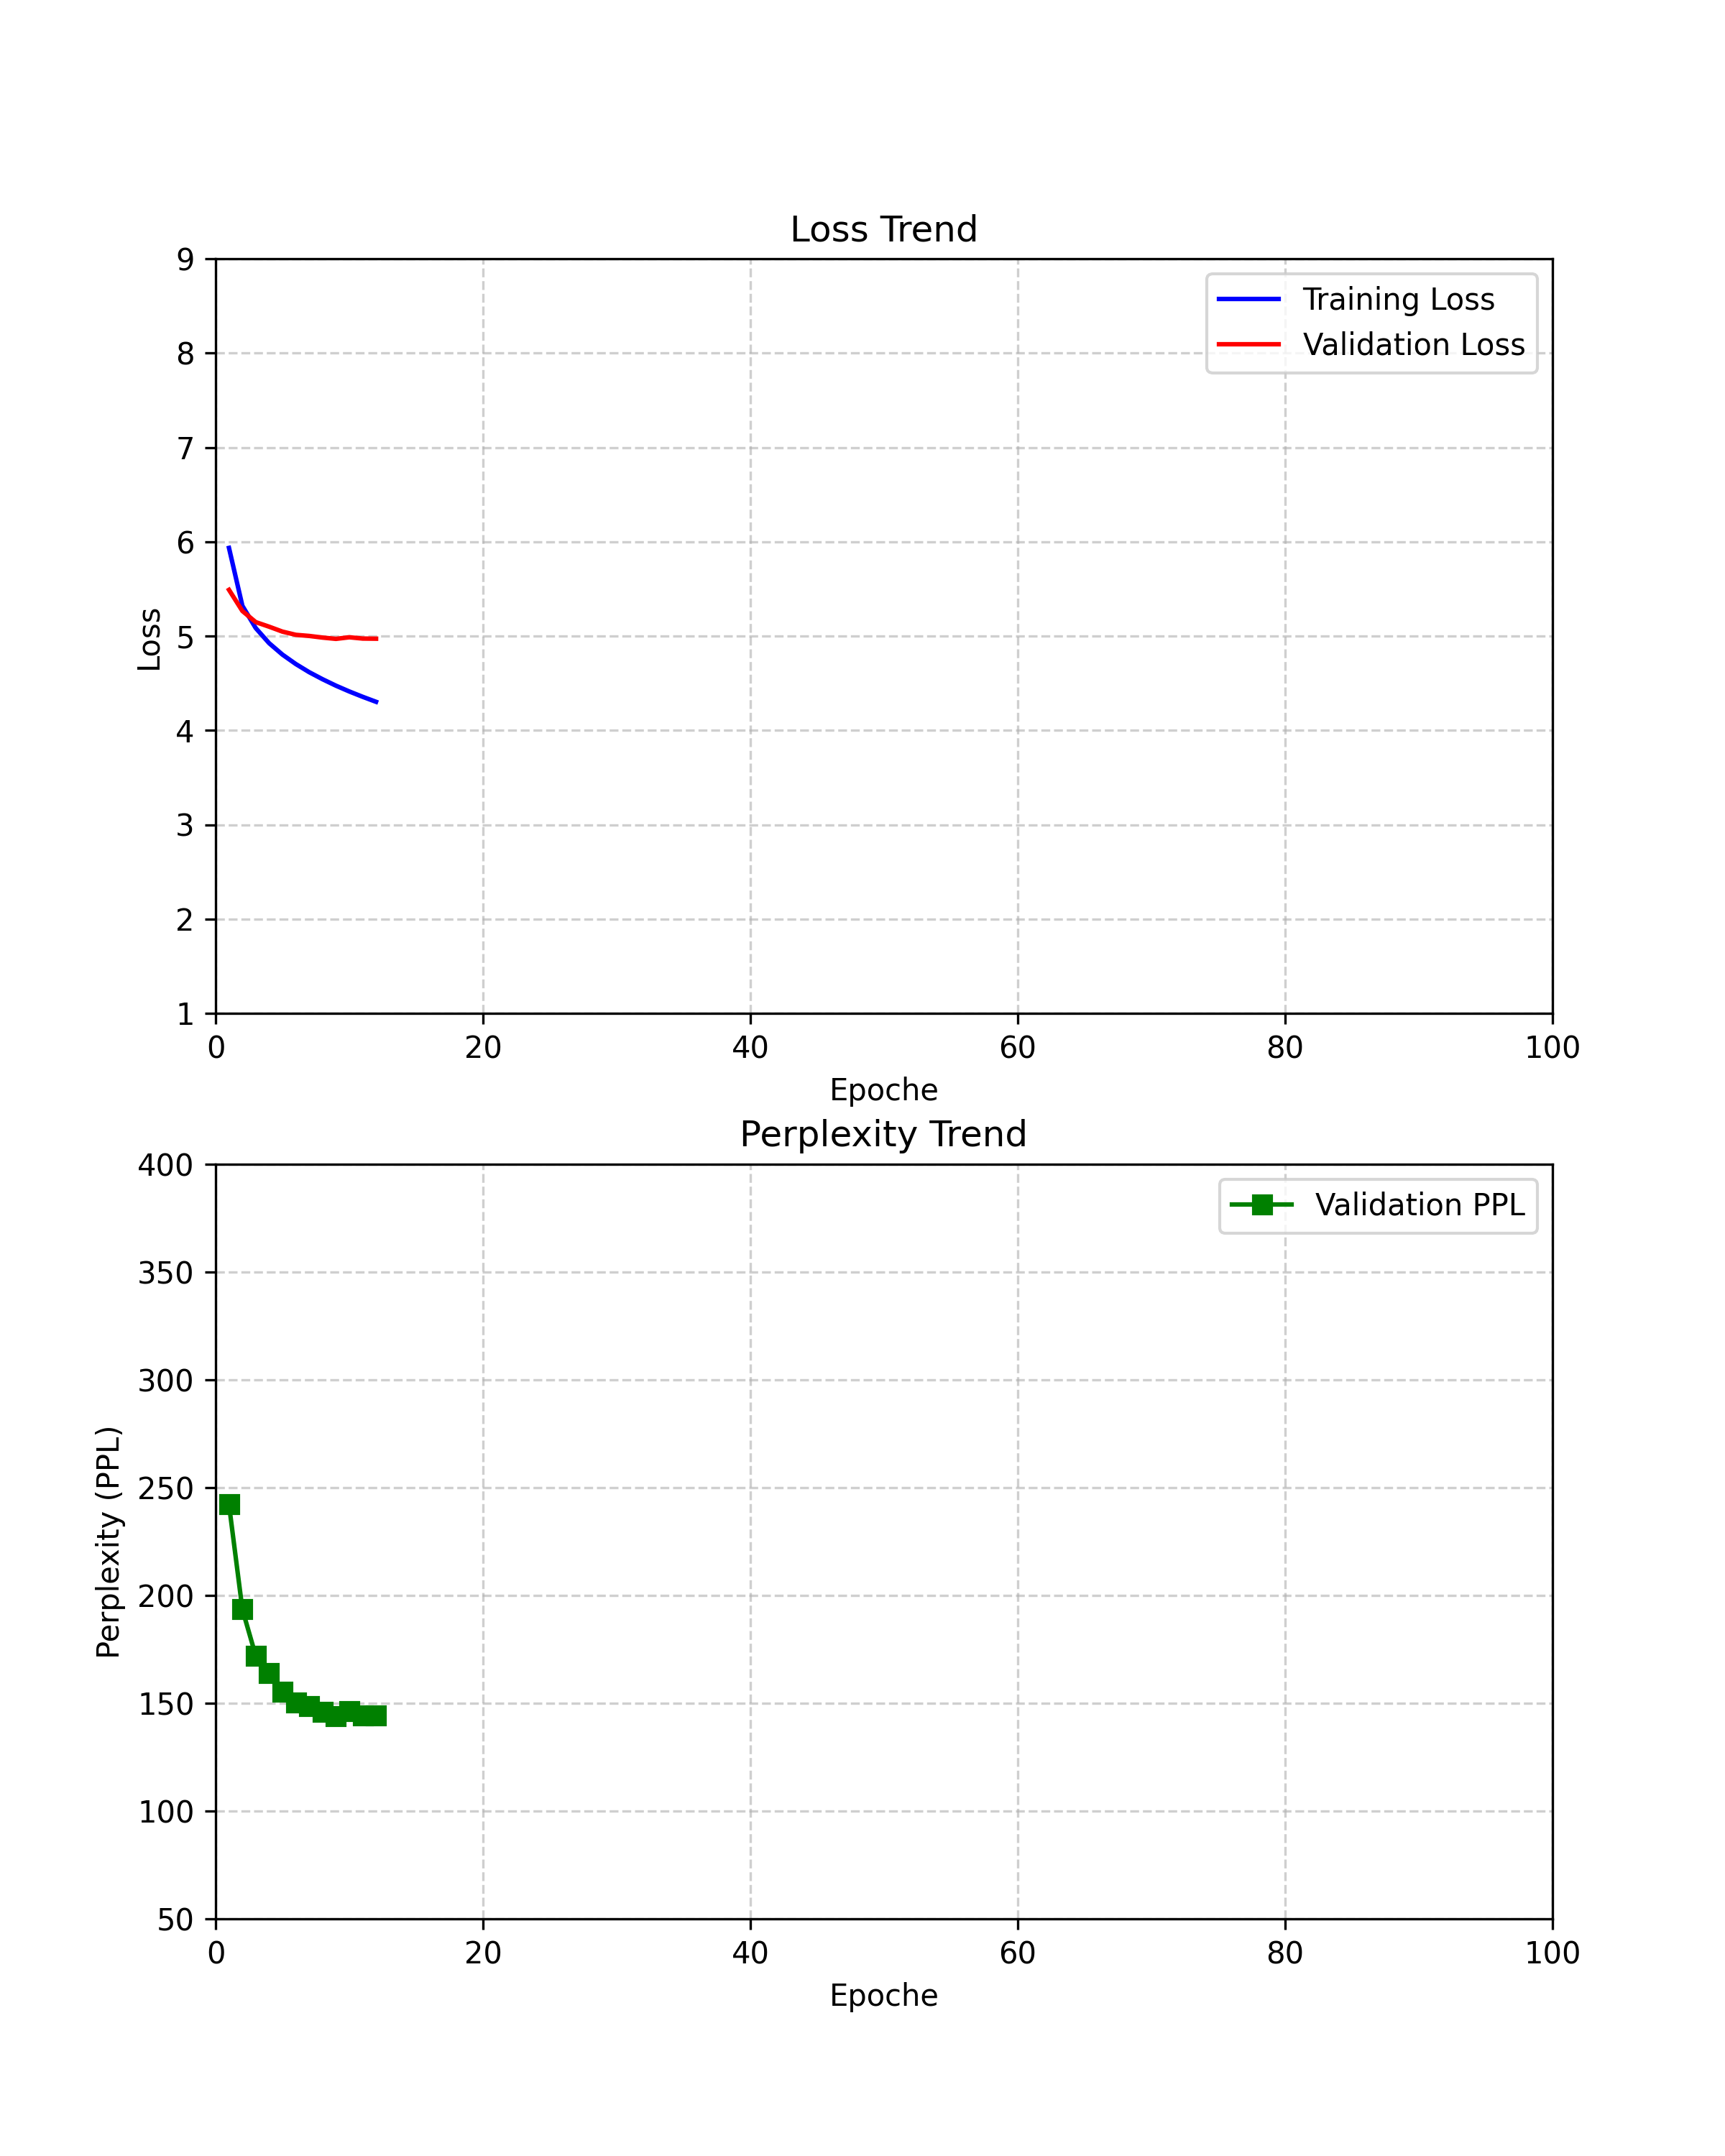 Loss Trend
9
8
7
6
5
4
3
2
1
Loss
Training Loss
Validation Loss
0 20 40 60 80 100
Epoche
Perplexity Trend
400
350
300
250
200
150
100
50
Perplexity (PPL)
Validation PPL
0 20 40 60 80 100
Epoche